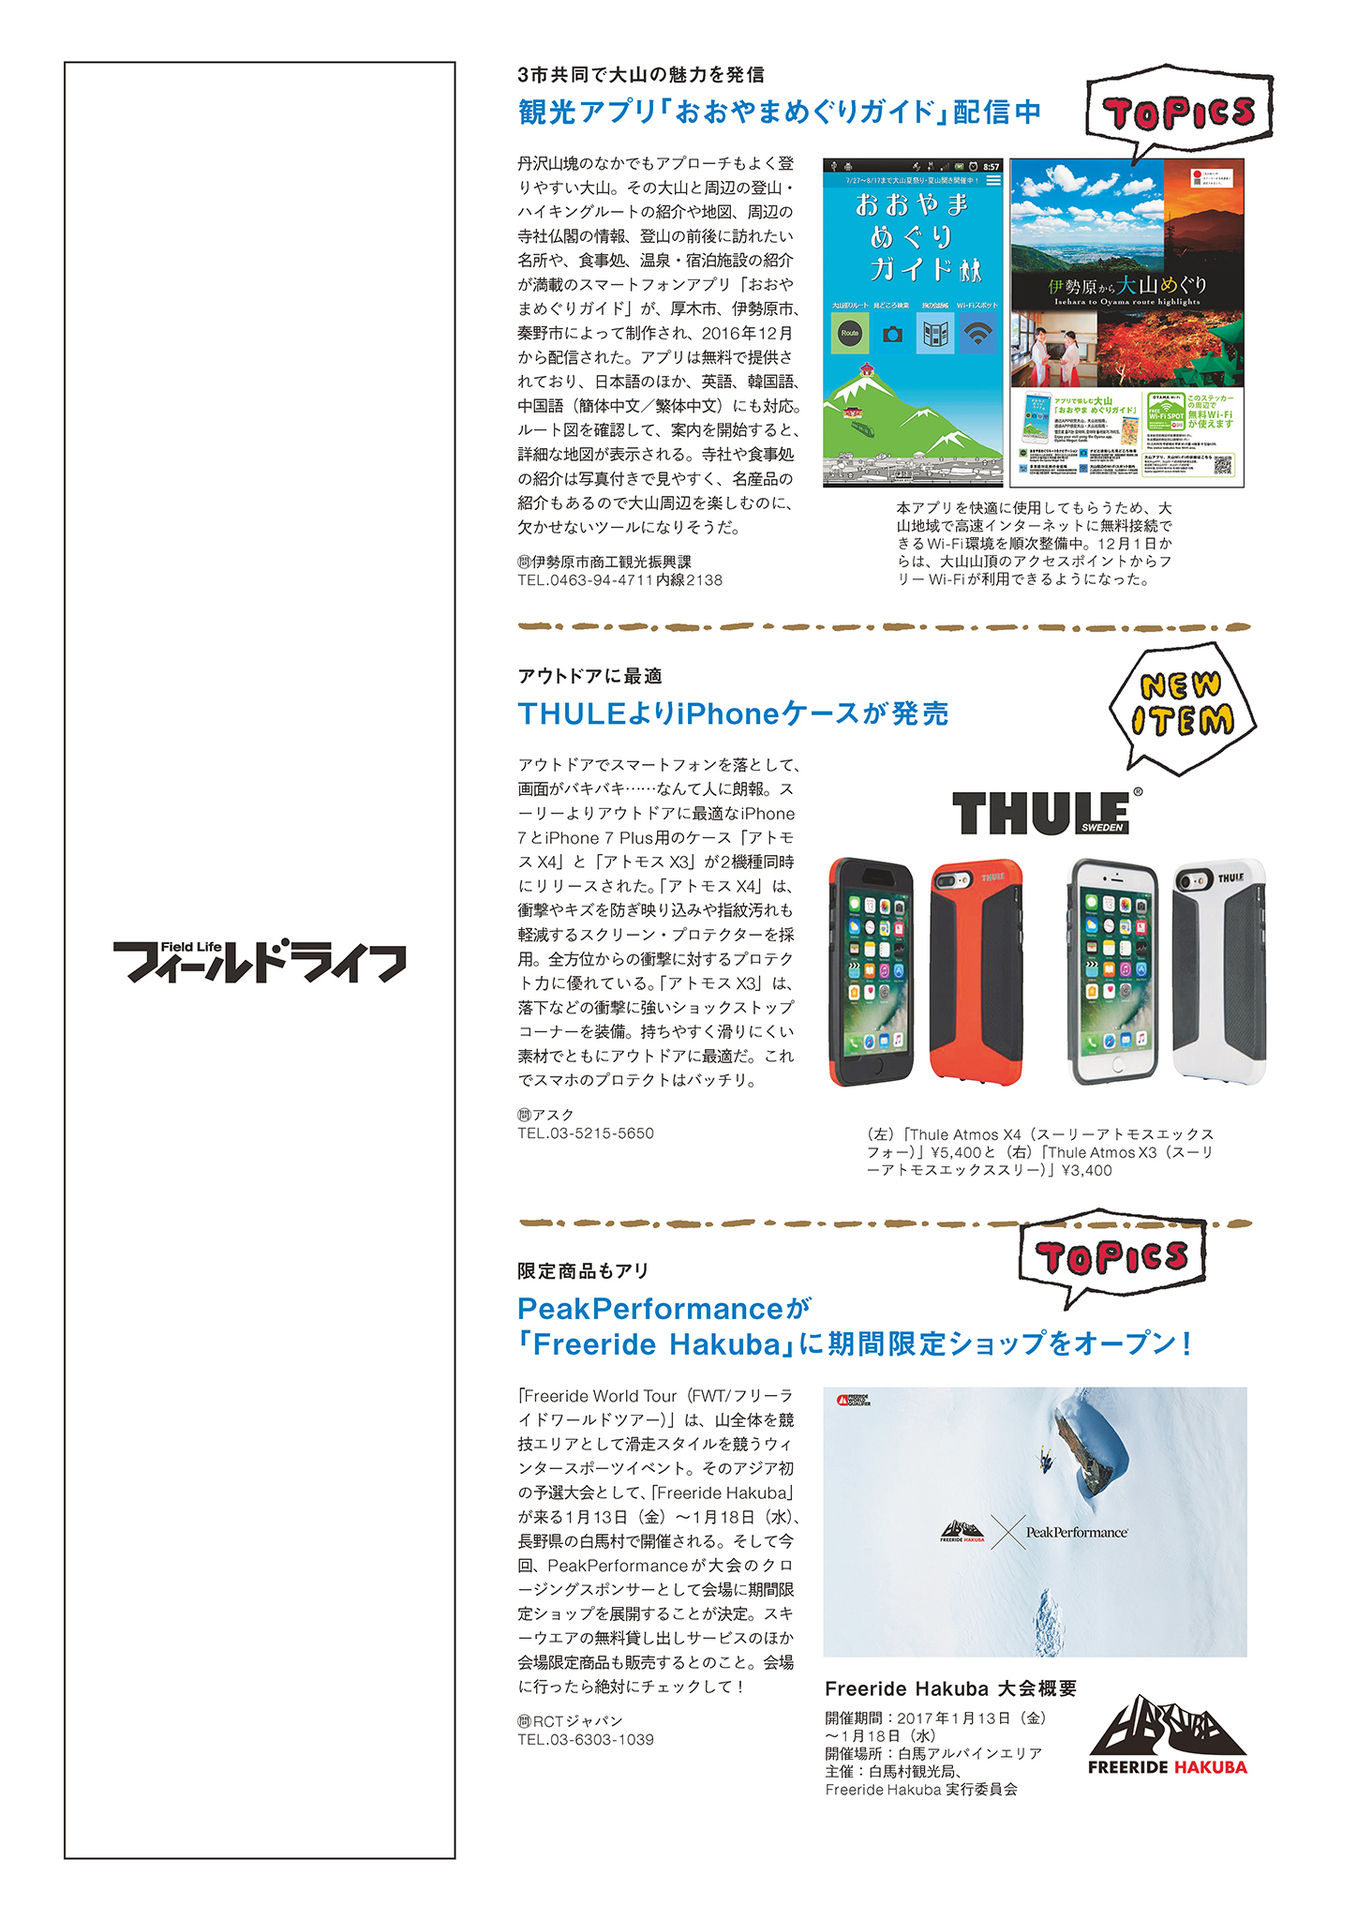 Field Life
フィールドライフ
3市共同で大山の魅力を発信
観光アプリ「おおやまめぐりガイド」配信中
TOPICS
丹沢山塊のなかでもアプローチもよく登
りやすい大山。その大山と周辺の登山・
ハイキングルートの紹介や地図、周辺の
寺社仏閣の情報、登山の前後に訪れたい
名所や、食事処、温泉・宿泊施設の紹介
が満載のスマートフォンアプリ「おおや
まめぐりガイド」が、厚木市、伊勢原市、
秦野市によって制作され、2016年12月
から配信された。アプリは無料で提供さ
れており、日本語のほか、英語、韓国語、
中国語（簡体中文／繁体中文）にも対応。
ルート図を確認して、案内を開始すると、
詳細な地図が表示される。寺社や食事処
の紹介は写真付きで見やすく、名産品の
紹介もあるので大山周辺を楽しむのに、
欠かせないツールになりそうだ。
㉄伊勢原市商工観光振興課
TEL.0463-94-4711内線2138
8:57
7/27〜8/17まで大山夏祭り・夏山開き開催中！
おおやま
めぐり
ガイド
大山巡りルート 見どころ検索 旅の回覧板 Wi-Fiスポット
Route
伊勢原から大山めぐり
Isehara to Oyama route highlights
アプリで愉しむ大山
「おおやま めぐりガイド」
OYAMA Wi-Fi
FREE
Wi-Fi SPOT
このステッカー
の周辺で
無料Wi-Fi
が使えます
本アプリを快適に使用してもらうため、大
山地域で高速インターネットに無料接続で
きるWi-Fi環境を順次整備中。12月1日か
らは、大山山頂のアクセスポイントからフ
リーWi-Fiが利用できるようになった。
アウトドアに最適
THULEよりiPhoneケースが発売
NEW
ITEM
アウトドアでスマートフォンを落として、
画面がバキバキ……なんて人に朗報。ス
ーリーよりアウトドアに最適なiPhone
7とiPhone 7 Plus用のケース「アトモ
スX4」と「アトモスX3」が2機種同時
にリリースされた。「アトモスX4」は、
衝撃やキズを防ぎ映り込みや指紋汚れも
軽減するスクリーン・プロテクターを採
用。全方位からの衝撃に対するプロテク
ト力に優れている。「アトモスX3」は、
落下などの衝撃に強いショックストップ
コーナーを装備。持ちやすく滑りにくい
素材でともにアウトドアに最適だ。これ
でスマホのプロテクトはバッチリ。
㉄アスク
TEL.03-5215-5650
THULE®
SWEDEN
THULE
THULE
（左）「Thule Atmos X4（スーリーアトモスエックス
フォー）」¥5,400と（右）「Thule Atmos X3（スーリ
ーアトモスエックススリー）」¥3,400
限定商品もアリ
TOPICS
PeakPerformanceが
「Freeride Hakuba」に期間限定ショップをオープン！
「Freeride World Tour（FWT/フリーラ
イドワールドツアー）」は、山全体を競
技エリアとして滑走スタイルを競うウィ
ンタースポーツイベント。そのアジア初
の予選大会として、「Freeride Hakuba」
が来る1月13日（金）〜1月18日（水）、
長野県の白馬村で開催される。そして今
回、PeakPerformanceが大会のクロ
ージングスポンサーとして会場に期間限
定ショップを展開することが決定。スキ
ーウエアの無料貸し出しサービスのほか
会場限定商品も販売するとのこと。会場
に行ったら絶対にチェックして！
㉄RCTジャパン
TEL.03-6303-1039
FREERIDE
WORLD
QUALIFIER
HAKUBA
FREERIDE HAKUBA
PeakPerformance
Freeride Hakuba 大会概要
開催期間：2017年1月13日（金）
〜1月18日（水）
開催場所：白馬アルパインエリア
主催：白馬村観光局、
Freeride Hakuba 実行委員会
HAKUBA
FREERIDE HAKUBA